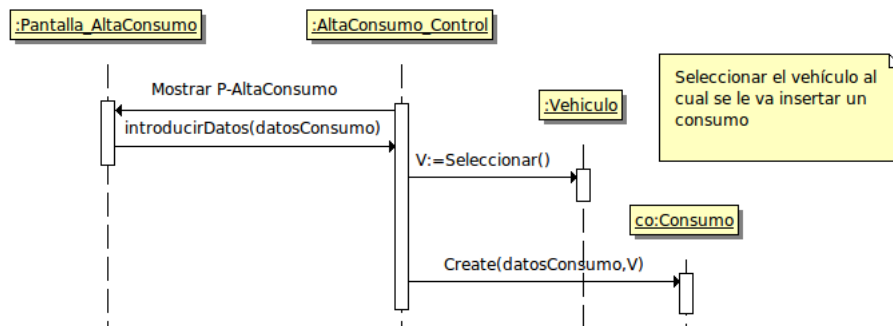 :Pantalla_AltaConsumo
:AltaConsumo_Control
Mostrar P-AltaConsumo
introducirDatos(datosConsumo)
:Vehiculo
Seleccionar el vehículo al
cual se le va insertar un
consumo
V:=Seleccionar()
co:Consumo
Create(datosConsumo,V)